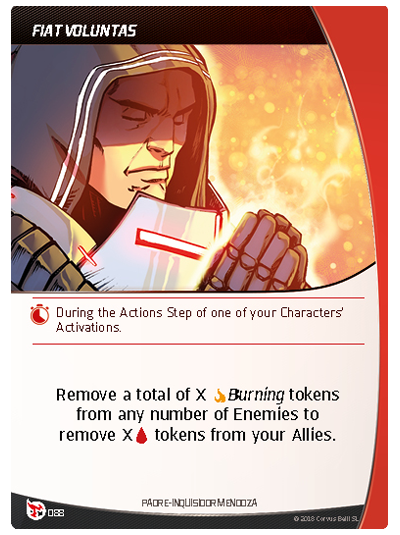 FIAT VOLUNTAS
During the Actions Step of one of your Characters'
Activations.
Remove a total of X Burning tokens
from any number of Enemies to
remove X tokens from your Allies.
PADRE-INQUISIDOR MENDOZA
088
© 2018 Corvus Belli SL